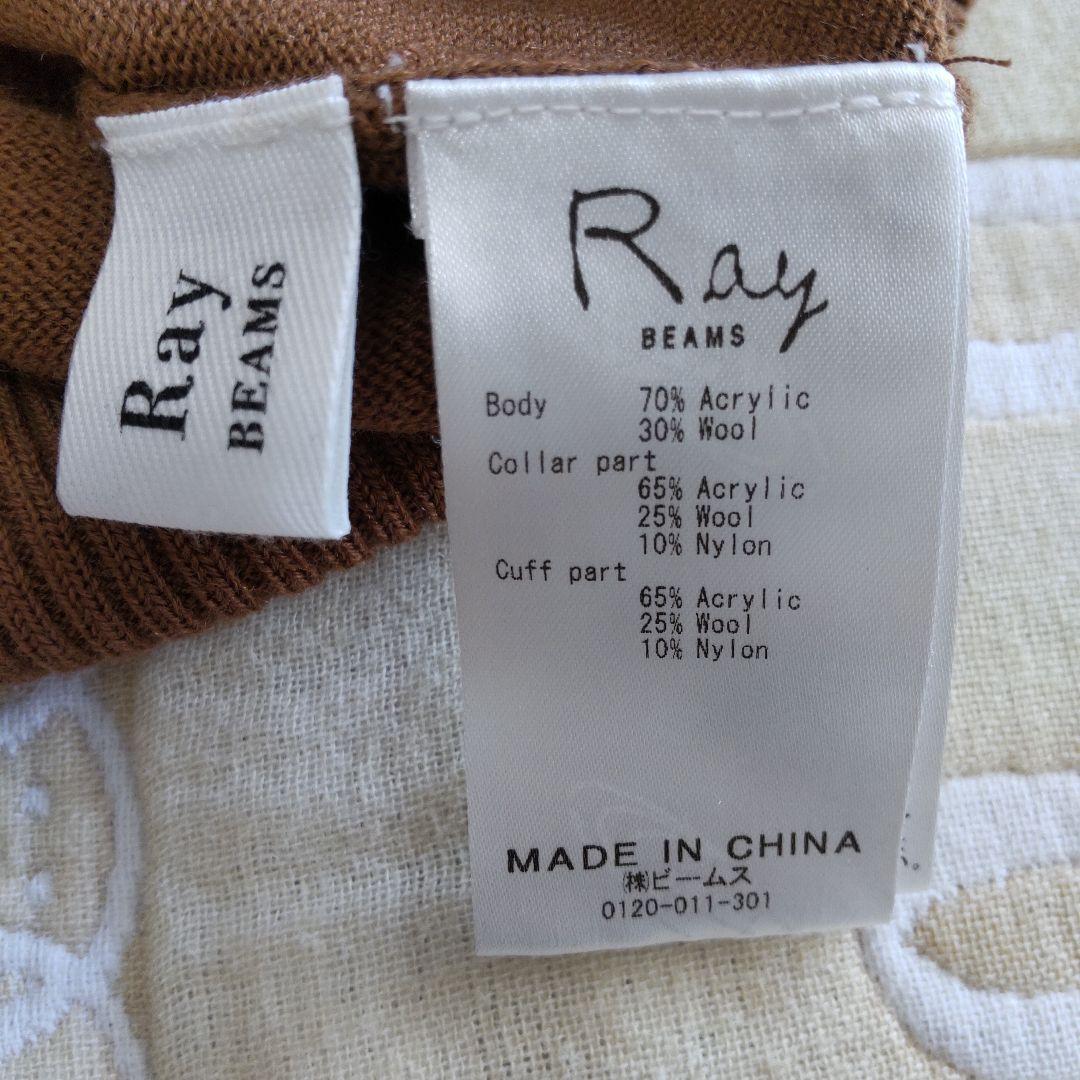 Ray
BEAMS
Ray
BEAMS
Body 70% Acrylic
30% Wool
Collar part
65% Acrylic
25% Wool
10% Nylon
Cuff part
65% Acrylic
25% Wool
10% Nylon
MADE IN CHINA
㈱ビームス
0120-011-301